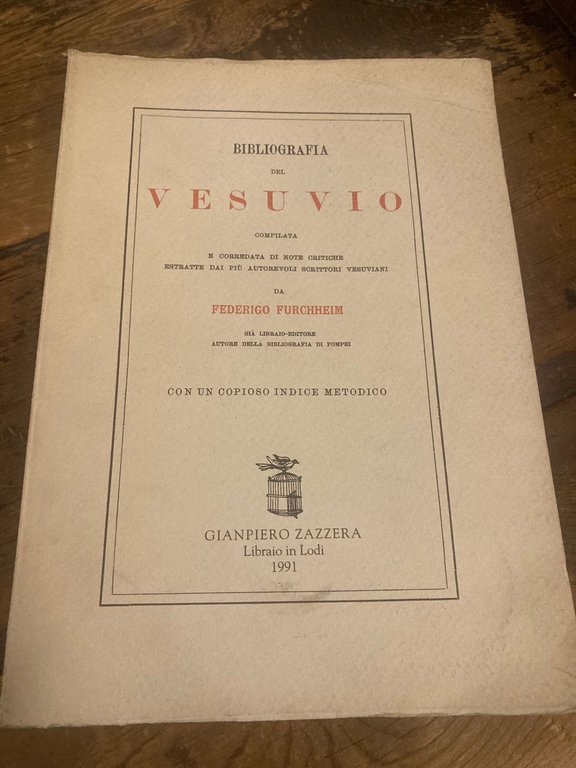 BIBLIOGRAFIA
DEL
VESUVIO
COMPILATA
E CORREDATA DI NOTE CRITICHE
ESTRATTE DAI PIÙ AUTOREVOLI SCRITTORI VESUVIANI
DA
FEDERIGO FURCHHEIM
GIÀ LIBRAIO-EDITORE
AUTORE DELLA BIBLIOGRAFIA DI POMPEI
CON UN COPIOSO INDICE METODICO
GIANPIERO ZAZZERA
Libraio in Lodi
1991